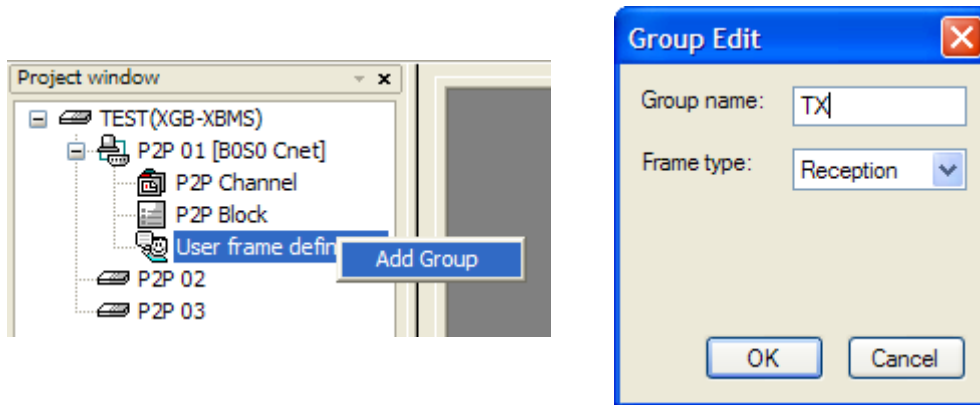 Project window
TEST(XGB-XBMS)
P2P 01 [B0S0 Cnet]
P2P Channel
P2P Block
User frame defin
Add Group
P2P 02
P2P 03
Group Edit
Group name: TX
Frame type: Reception
OK Cancel